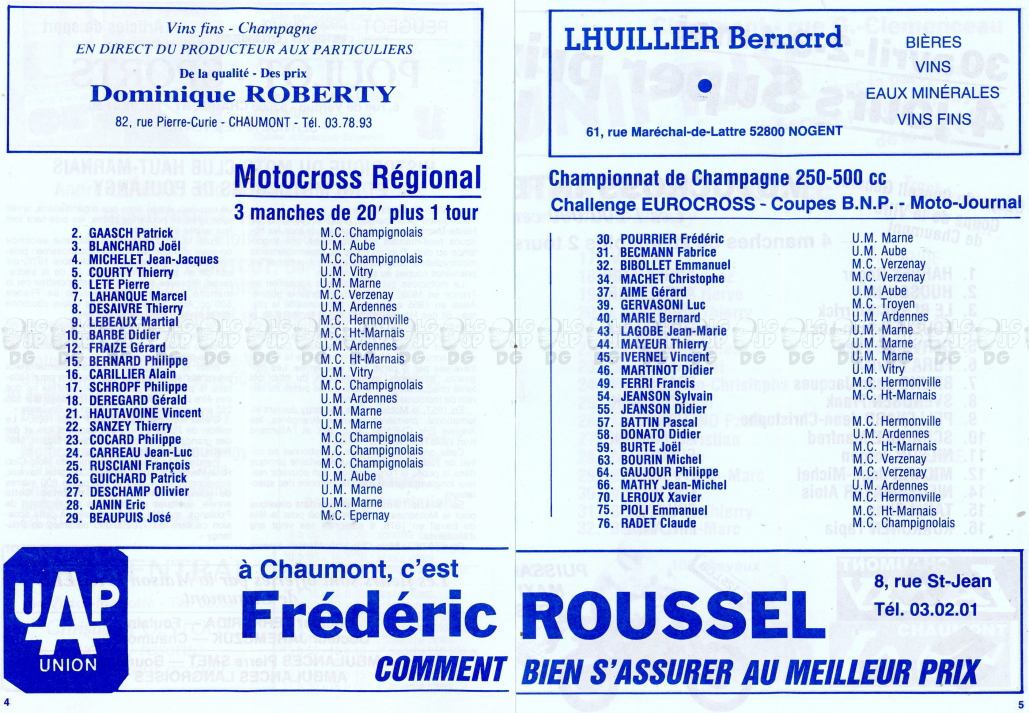 Vins fins - Champagne
EN DIRECT DU PRODUCTEUR AUX PARTICULIERS
De la qualité - Des prix
Dominique ROBERTY
82, rue Pierre-Curie - CHAUMONT - Tél. 03.78.93
Motocross Régional
3 manches de 20' plus 1 tour
2. GAASCH Patrick M.C. Champignolais
3. BLANCHARD Joël U.M. Aube
4. MICHELET Jean-Jacques M.C. Champignolais
5. COURTY Thierry U.M. Vitry
6. LETE Pierre U.M. Marne
7. LAHANQUE Marcel M.C. Verzenay
8. DESAIVRE Thierry U.M. Ardennes
9. LEBEAUX Martial M.C. Hermonville
10. BARBE Didier M.C. Ht-Marnais
12. FRAIZE Gérard U.M. Ardennes
15. BERNARD Philippe M.C. Ht-Marnais
16. CARILLIER Alain U.M. Vitry
17. SCHROPF Philippe M.C. Champignolais
18. DEREGARD Gérald U.M. Ardennes
21. HAUTAVOINE Vincent U.M. Marne
22. SANZEY Thierry U.M. Marne
23. COCARD Philippe M.C. Champignolais
24. CARREAU Jean-Luc M.C. Champignolais
25. RUSCIANI François M.C. Champignolais
26. GUICHARD Patrick U.M. Aube
27. DESCHAMP Olivier U.M. Marne
28. JANIN Eric U.M. Marne
29. BEAUPUIS José M.C. Epernay
UAP
UNION
à Chaumont, c'est
Frédéric
COMMENT
4
LHUILLIER Bernard
BIÈRES
VINS
EAUX MINÉRALES
VINS FINS
61, rue Maréchal-de-Lattre 52800 NOGENT
Championnat de Champagne 250-500 cc
Challenge EUROCROSS - Coupes B.N.P. - Moto-Journal
30. POURRIER Frédéric U.M. Marne
31. BECMANN Fabrice U.M. Aube
32. BIBOLLET Emmanuel M.C. Verzenay
34. MACHET Christophe M.C. Verzenay
37. AIME Gérard U.M. Aube
39. GERVASONI Luc M.C. Troyen
40. MARIE Bernard U.M. Ardennes
43. LAGOBE Jean-Marie U.M. Marne
44. MAYEUR Thierry U.M. Marne
45. IVERNEL Vincent U.M. Marne
46. MARTINOT Didier U.M. Vitry
49. FERRI Francis M.C. Hermonville
54. JEANSON Sylvain M.C. Ht-Marnais
55. JEANSON Didier
57. BATTIN Pascal M.C. Hermonville
58. DONATO Didier U.M. Ardennes
59. BURTE Joël M.C. Ht-Marnais
63. BOURIN Michel M.C. Verzenay
64. GAUJOUR Philippe M.C. Verzenay
66. MATHY Jean-Michel U.M. Ardennes
70. LEROUX Xavier M.C. Hermonville
75. PIOLI Emmanuel M.C. Ht-Marnais
76. RADET Claude M.C. Champignolais
8, rue St-Jean
Tél. 03.02.01
ROUSSEL
BIEN S'ASSURER AU MEILLEUR PRIX
5